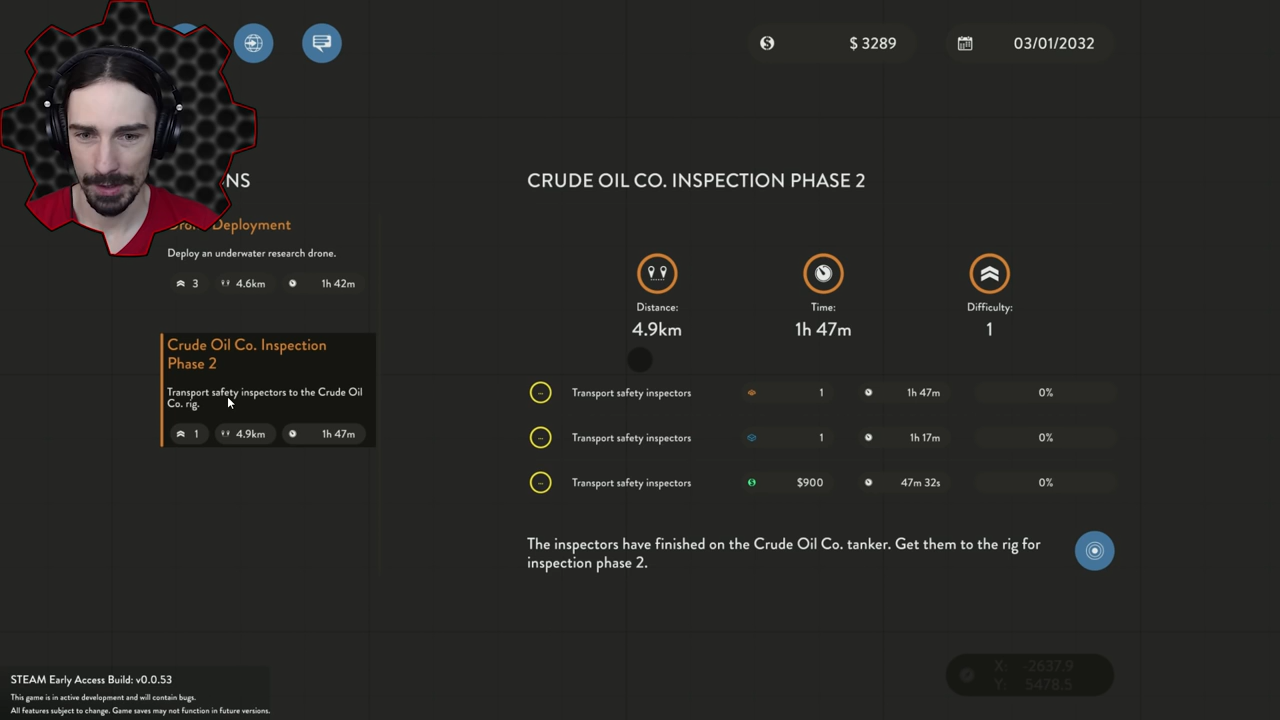 $ 3289
03/01/2032
NS
CRUDE OIL CO. INSPECTION PHASE 2
Deployment
Deploy an underwater research drone.
3
4.6km
1h 42m
Distance:
Time:
Difficulty:
4.9km
1h 47m
1
Crude Oil Co. Inspection
Phase 2
Transport safety inspectors to the Crude Oil
Co. rig.
1
4.9km
1h 47m
Transport safety inspectors
1
1h 47m
0%
Transport safety inspectors
1
1h 17m
0%
Transport safety inspectors
$900
47m 32s
0%
The inspectors have finished on the Crude Oil Co. tanker. Get them to the rig for
inspection phase 2.
X: -2637.9
Y: 5478.5
STEAM Early Access Build: v0.0.53
This game is in active development and will contain bugs.
All features subject to change. Game saves may not function in future versions.